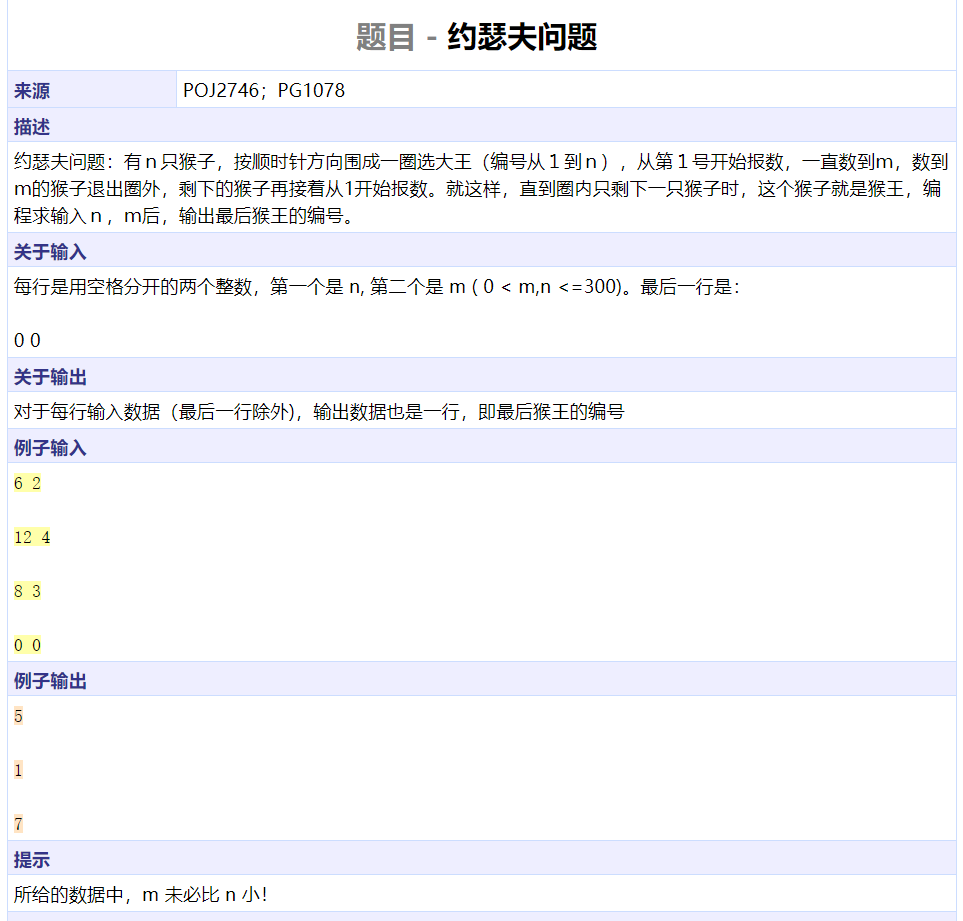 题目 - 约瑟夫问题
来源 POJ2746；PG1078
描述
约瑟夫问题：有ｎ只猴子，按顺时针方向围成一圈选大王（编号从１到ｎ），从第１号开始报数，一直数到m，数到
m的猴子退出圈外，剩下的猴子再接着从1开始报数。就这样，直到圈内只剩下一只猴子时，这个猴子就是猴王，编
程求输入ｎ，m后，输出最后猴王的编号。
关于输入
每行是用空格分开的两个整数，第一个是 n, 第二个是 m ( 0 < m,n <=300)。最后一行是：
0 0
关于输出
对于每行输入数据（最后一行除外)，输出数据也是一行，即最后猴王的编号
例子输入
6 2
12 4
8 3
0 0
例子输出
5
1
7
提示
所给的数据中，m 未必比 n 小！